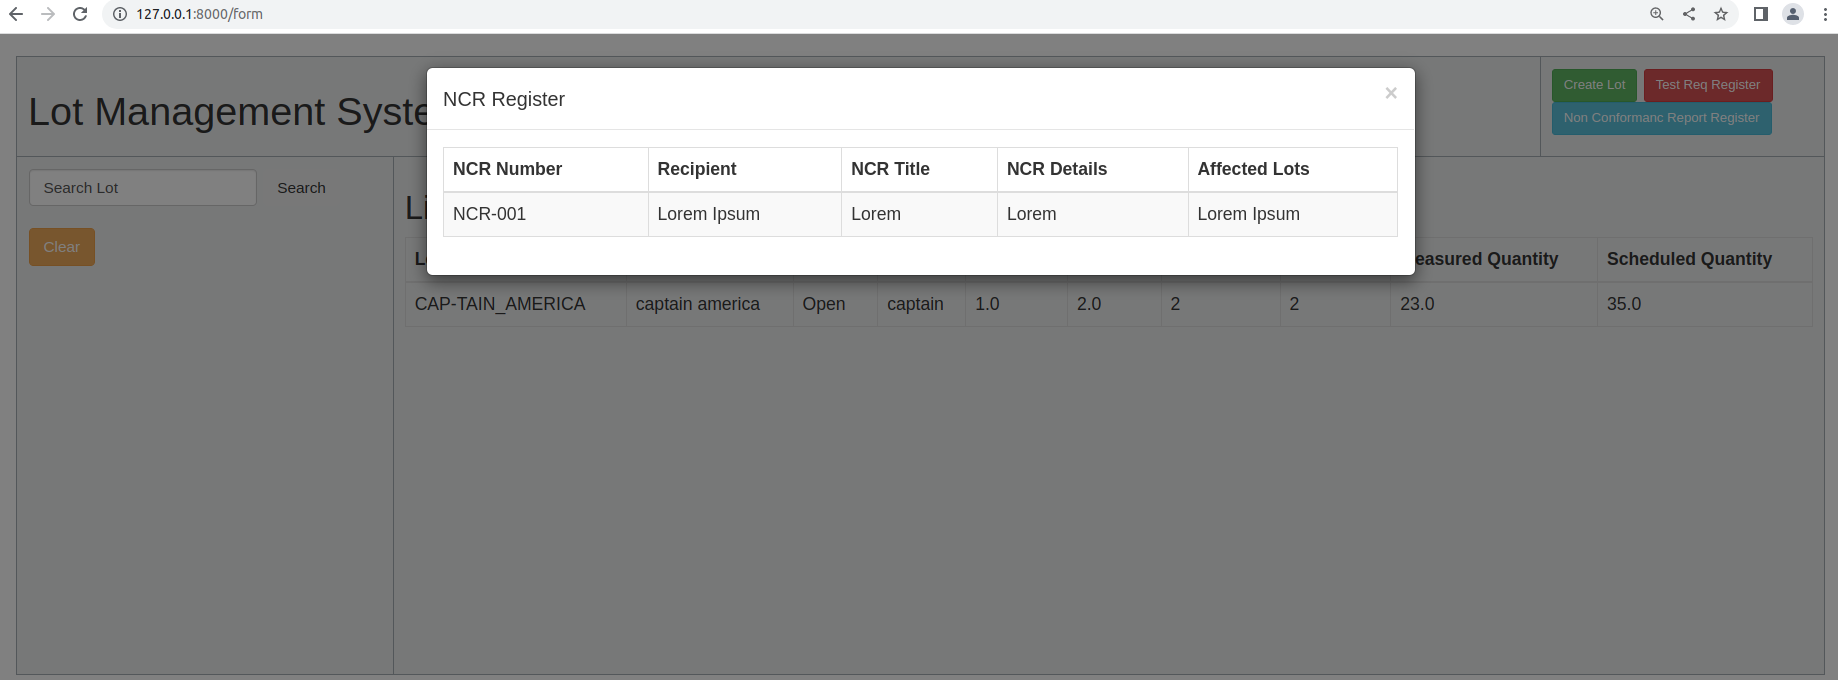 127.0.0.1:8000/form
Lot Management Syste
Create Lot
Test Req Register
Non Conformanc Report Register
NCR Register
×
NCR Number Recipient NCR Title NCR Details Affected Lots
NCR-001 Lorem Ipsum Lorem Lorem Lorem Ipsum
Search Lot
Search
Clear
Li
L easured Quantity Scheduled Quantity
CAP-TAIN_AMERICA captain america Open captain 1.0 2.0 2 2 23.0 35.0